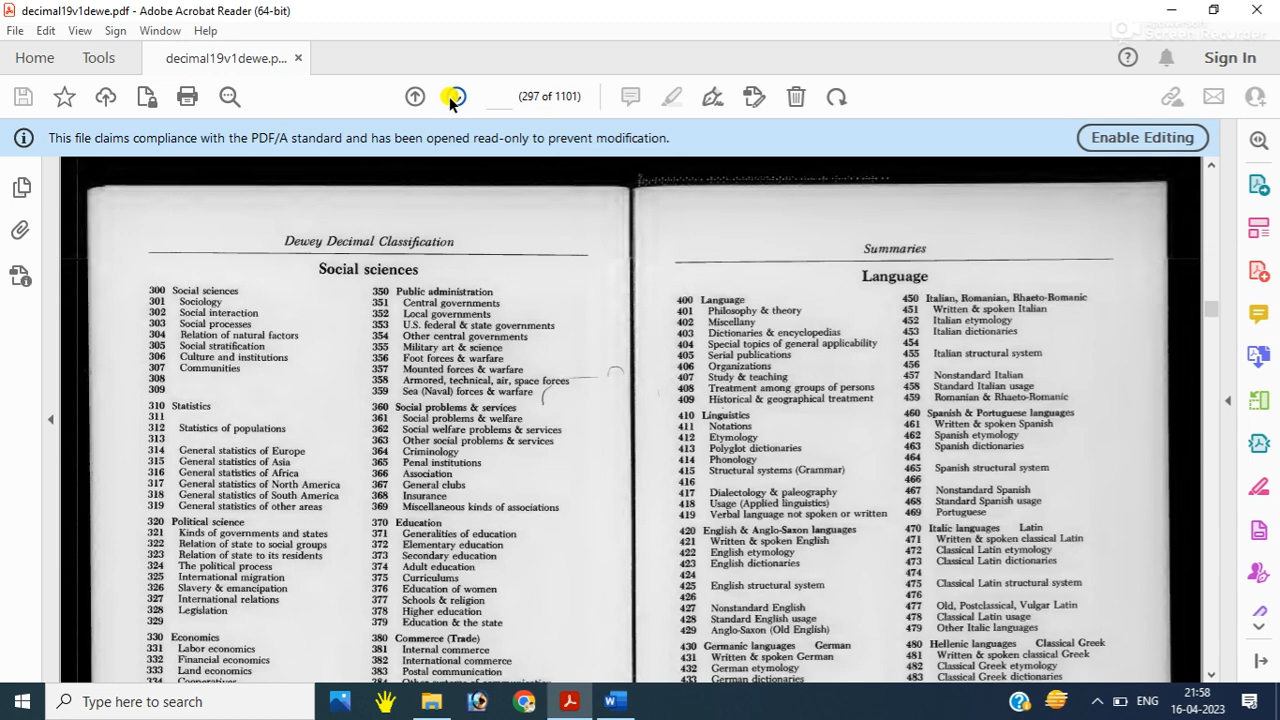 decimal19v1dewe.pdf - Adobe Acrobat Reader (64-bit)
File Edit View Sign Window Help
Apowersoft
Screen Recorder
Home Tools decimal19v1dewe.p... × Sign In
(297 of 1101)
This file claims compliance with the PDF/A standard and has been opened read-only to prevent modification. Enable Editing
Dewey Decimal Classification
Social sciences
300 Social sciences
301 Sociology
302 Social interaction
303 Social processes
304 Relation of natural factors
305 Social stratification
306 Culture and institutions
307 Communities
308
309
310 Statistics
311
312 Statistics of populations
313
314 General statistics of Europe
315 General statistics of Asia
316 General statistics of Africa
317 General statistics of North America
318 General statistics of South America
319 General statistics of other areas
320 Political science
321 Kinds of governments and states
322 Relation of state to social groups
323 Relation of state to its residents
324 The political process
325 International migration
326 Slavery & emancipation
327 International relations
328 Legislation
329
330 Economics
331 Labor economics
332 Financial economics
333 Land economics
334 Cooperatives
350 Public administration
351 Central governments
352 Local governments
353 U.S. federal & state governments
354 Other central governments
355 Military art & science
356 Foot forces & warfare
357 Mounted forces & warfare
358 Armored, technical, air, space forces
359 Sea (Naval) forces & warfare
360 Social problems & services
361 Social problems & welfare
362 Social welfare problems & services
363 Other social problems & services
364 Criminology
365 Penal institutions
366 Association
367 General clubs
368 Insurance
369 Miscellaneous kinds of associations
370 Education
371 Generalities of education
372 Elementary education
373 Secondary education
374 Adult education
375 Curriculums
376 Education of women
377 Schools & religion
378 Higher education
379 Education & the state
380 Commerce (Trade)
381 Internal commerce
382 International commerce
383 Postal communication
384 Other systems of communication
Summaries
Language
400 Language
401 Philosophy & theory
402 Miscellany
403 Dictionaries & encyclopedias
404 Special topics of general applicability
405 Serial publications
406 Organizations
407 Study & teaching
408 Treatment among groups of persons
409 Historical & geographical treatment
410 Linguistics
411 Notations
412 Etymology
413 Polyglot dictionaries
414 Phonology
415 Structural systems (Grammar)
416
417 Dialectology & paleography
418 Usage (Applied linguistics)
419 Verbal language not spoken or written
420 English & Anglo-Saxon languages
421 Written & spoken English
422 English etymology
423 English dictionaries
424
425 English structural system
426
427 Nonstandard English
428 Standard English usage
429 Anglo-Saxon (Old English)
430 Germanic languages German
431 Written & spoken German
432 German etymology
433 German dictionaries
450 Italian, Romanian, Rhaeto-Romanic
451 Written & spoken Italian
452 Italian etymology
453 Italian dictionaries
454
455 Italian structural system
456
457 Nonstandard Italian
458 Standard Italian usage
459 Romanian & Rhaeto-Romanic
460 Spanish & Portuguese languages
461 Written & spoken Spanish
462 Spanish etymology
463 Spanish dictionaries
464
465 Spanish structural system
466
467 Nonstandard Spanish
468 Standard Spanish usage
469 Portuguese
470 Italic languages Latin
471 Written & spoken classical Latin
472 Classical Latin etymology
473 Classical Latin dictionaries
474
475 Classical Latin structural system
476
477 Old, Postclassical, Vulgar Latin
478 Classical Latin usage
479 Other Italic languages
480 Hellenic languages Classical Greek
481 Written & spoken classical Greek
482 Classical Greek etymology
483 Classical Greek dictionaries
Type here to search
ENG
21:58
16-04-2023